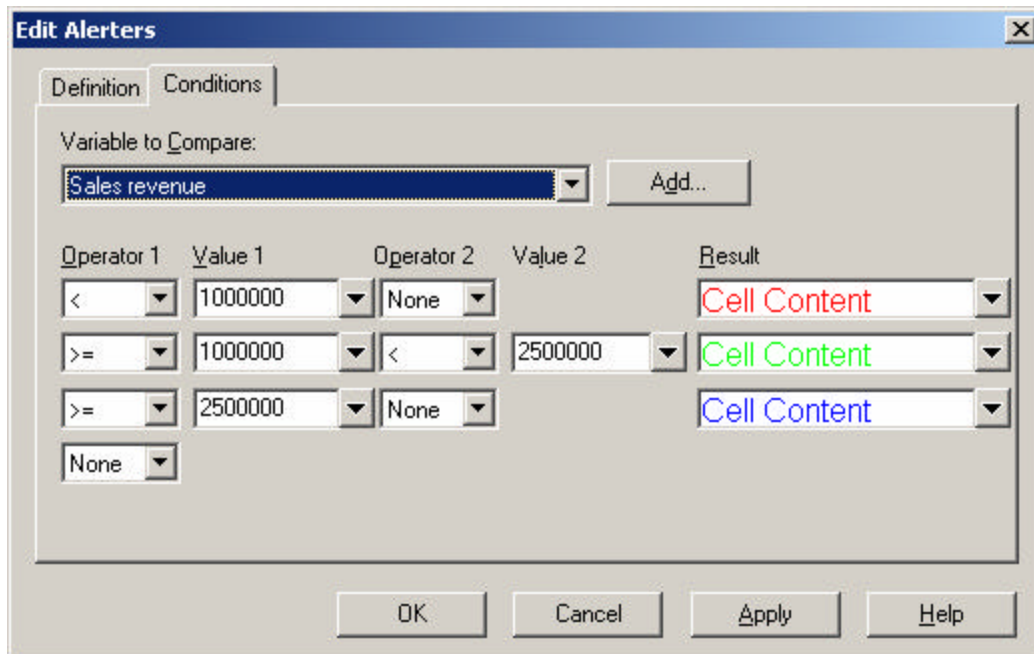 Edit Alerters
Definition Conditions
Variable to Compare:
Sales revenue Add...
Operator 1 Value 1 Operator 2 Value 2 Result
< 1000000 None Cell Content
>= 1000000 < 2500000 Cell Content
>= 2500000 None Cell Content
None
OK Cancel Apply Help